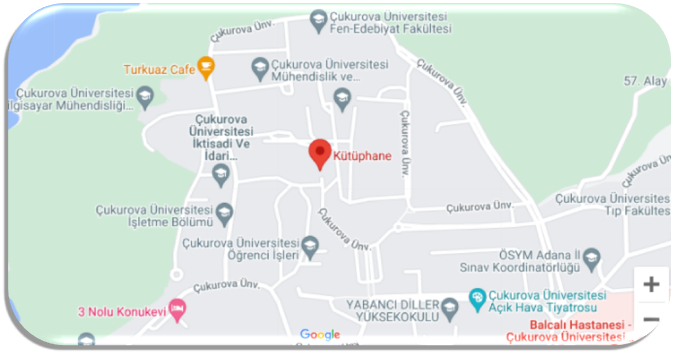 Çukurova Üniversitesi
Fen-Edebiyat Fakültesi
Çukurova Ünv.
Turkuaz Cafe
Çukurova Üniversitesi
Mühendislik ve...
Çukurova Ünv.
57. Alay
Çukurova Üniversitesi
ilgisayar Mühendisliği...
Çukurova
Üniversitesi
İktisadi Ve
İdari...
Çukurova Ünv.
Kütüphane
Çukurova Ünv.
Çukurova Üniversites
Tıp Fakültes
Çukurova Üniversitesi
İşletme Bölümü
Çukurova Ünv.
Çukurova Ünv.
Çukurova Üniversitesi
Öğrenci İşleri
ÖSYM Adana İl
Sınav Koordinatörlüğü
Çukurova Ünv.
3 Nolu Konukevi
YABANCI DİLLER
YÜKSEKOKULU
Çukurova Üniversitesi
Açık Hava Tiyatrosu
Balcalı Hastanesi -
Çukurova Üniversitesi
Google